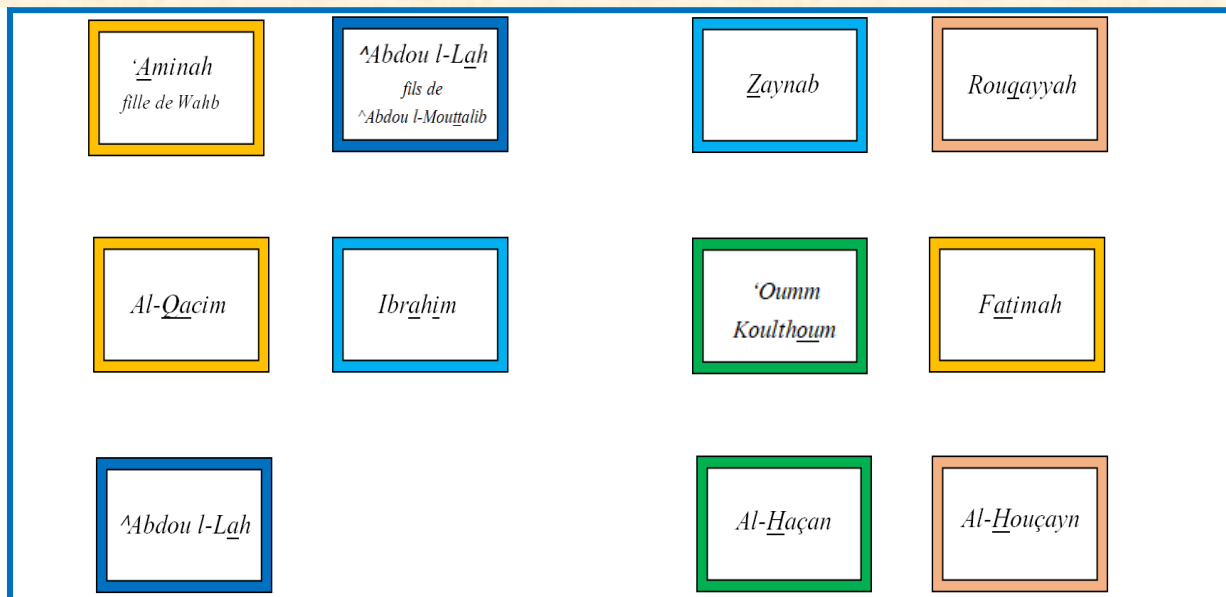 ‘Aminah
fille de Wahb
^Abdou l-Lah
fils de
^Abdou l-Mouttalib
Zaynab
Rouqayyah
Al-Qacim
Ibrahim
‘Oumm
Koulthoum
Fatimah
^Abdou l-Lah
Al-Haçan
Al-Houçayn